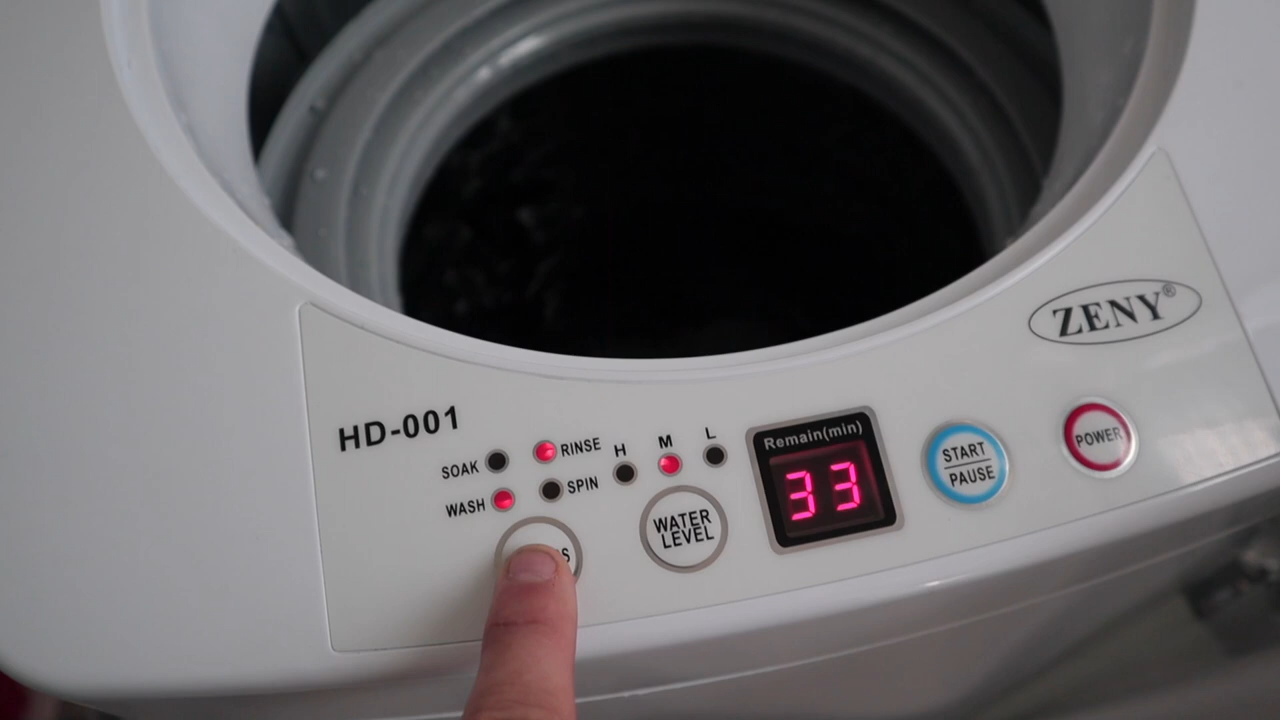 ZENY®
HD-001
SOAK
RINSE
WASH
SPIN
H
M
L
WATER
LEVEL
Remain(min)
33
START
PAUSE
POWER